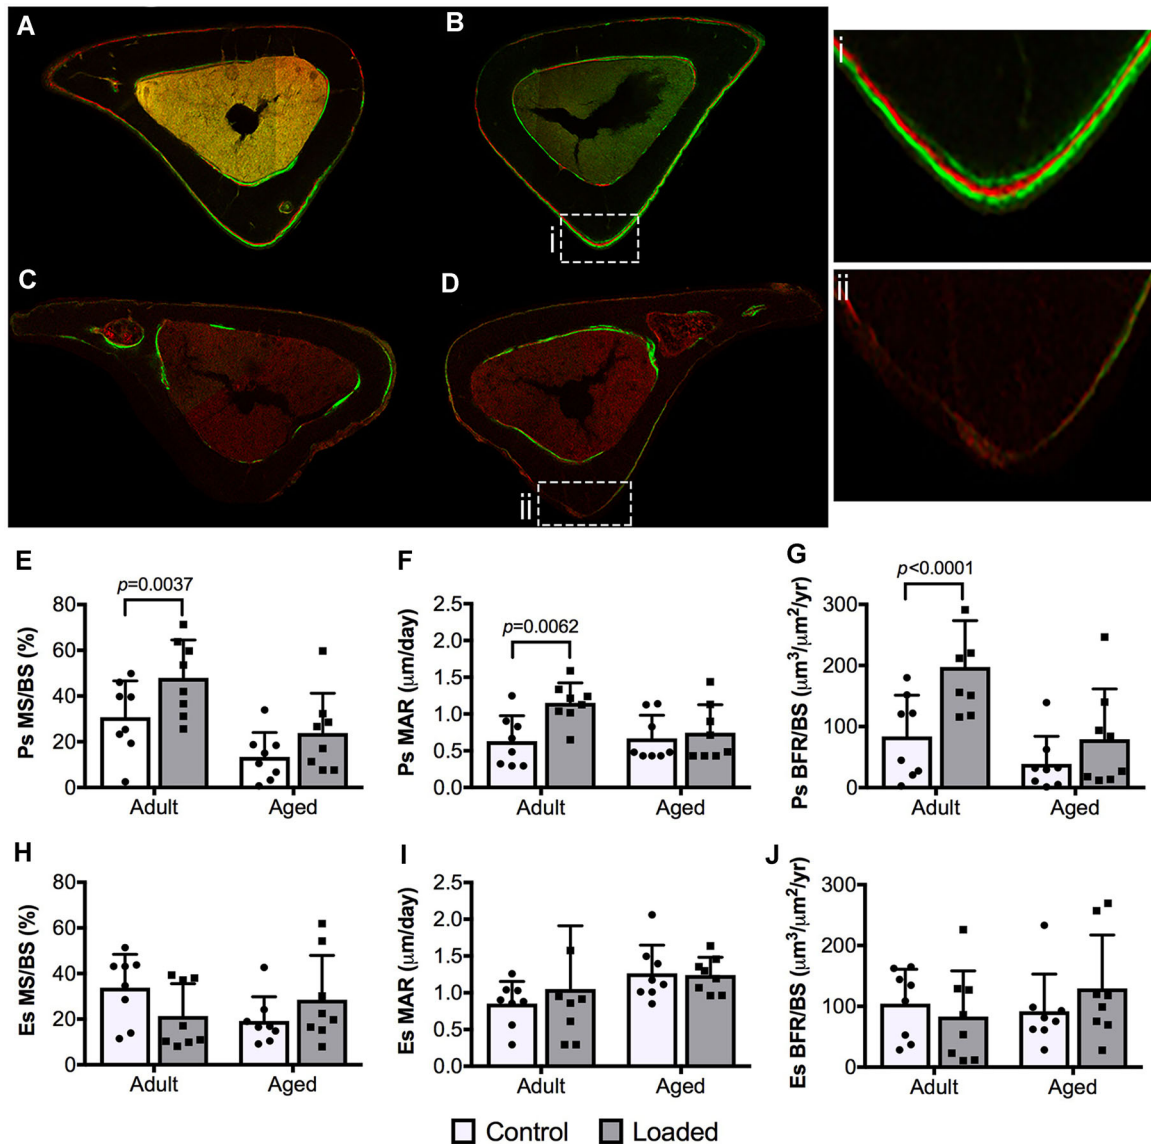 A
B
i
i
C
D
ii
ii
E
p=0.0037
Ps MS/BS (%)
80
60
40
20
0
Adult
Aged
F
p=0.0062
Ps MAR (μm/day)
2.5
2.0
1.5
1.0
0.5
0.0
Adult
Aged
G
p<0.0001
Ps BFR/BS (μm³/μm²/yr)
300
200
100
0
Adult
Aged
H
Es MS/BS (%)
80
60
40
20
0
Adult
Aged
I
Es MAR (μm/day)
2.5
2.0
1.5
1.0
0.5
0.0
Adult
Aged
J
Es BFR/BS (μm³/μm²/yr)
300
200
100
0
Adult
Aged
Control
Loaded